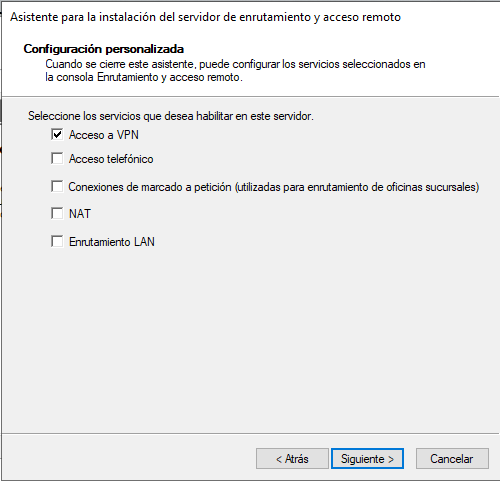 Asistente para la instalación del servidor de enrutamiento y acceso remoto
Configuración personalizada
Cuando se cierre este asistente, puede configurar los servicios seleccionados en
la consola Enrutamiento y acceso remoto.
Seleccione los servicios que desea habilitar en este servidor.
Acceso a VPN
Acceso telefónico
Conexiones de marcado a petición (utilizadas para enrutamiento de oficinas sucursales)
NAT
Enrutamiento LAN
< Atrás
Siguiente >
Cancelar